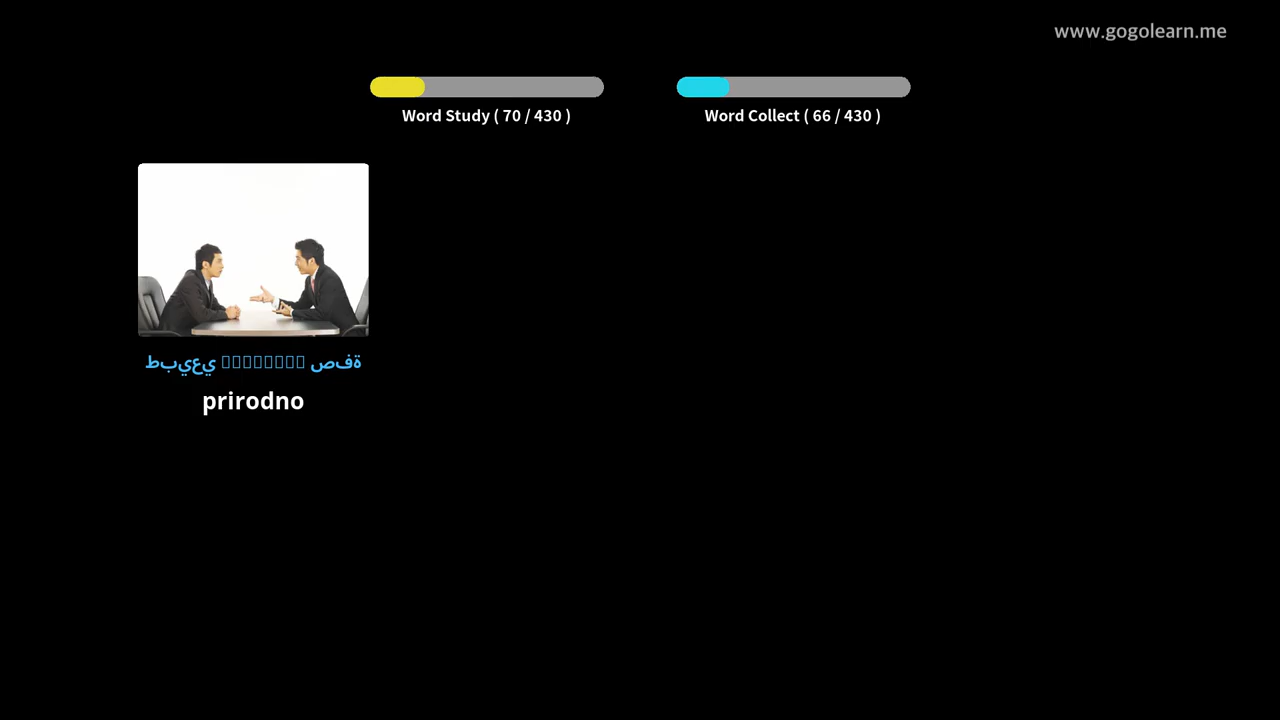 www.gogolearn.me
Word Study ( 70 / 430 )
Word Collect ( 66 / 430 )
طبيعي صفة
prirodno